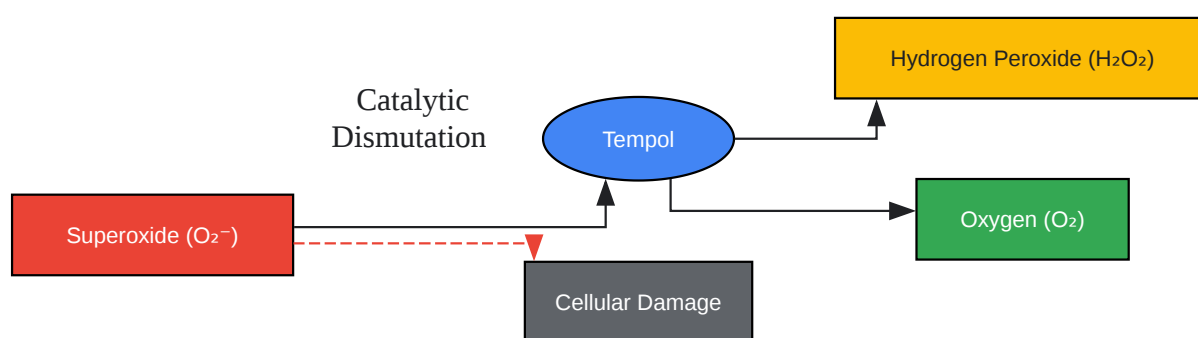 Hydrogen Peroxide (H₂O₂)
Catalytic
Dismutation
Tempol
Superoxide (O₂⁻)
Oxygen (O₂)
Cellular Damage